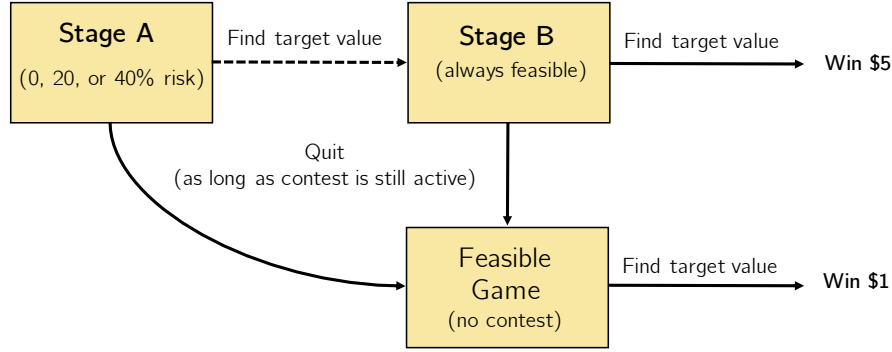 Stage A
(0, 20, or 40% risk)
Find target value
Stage B
(always feasible)
Find target value
Win $5
Quit
(as long as contest is still active)
Feasible
Game
(no contest)
Find target value
Win $1